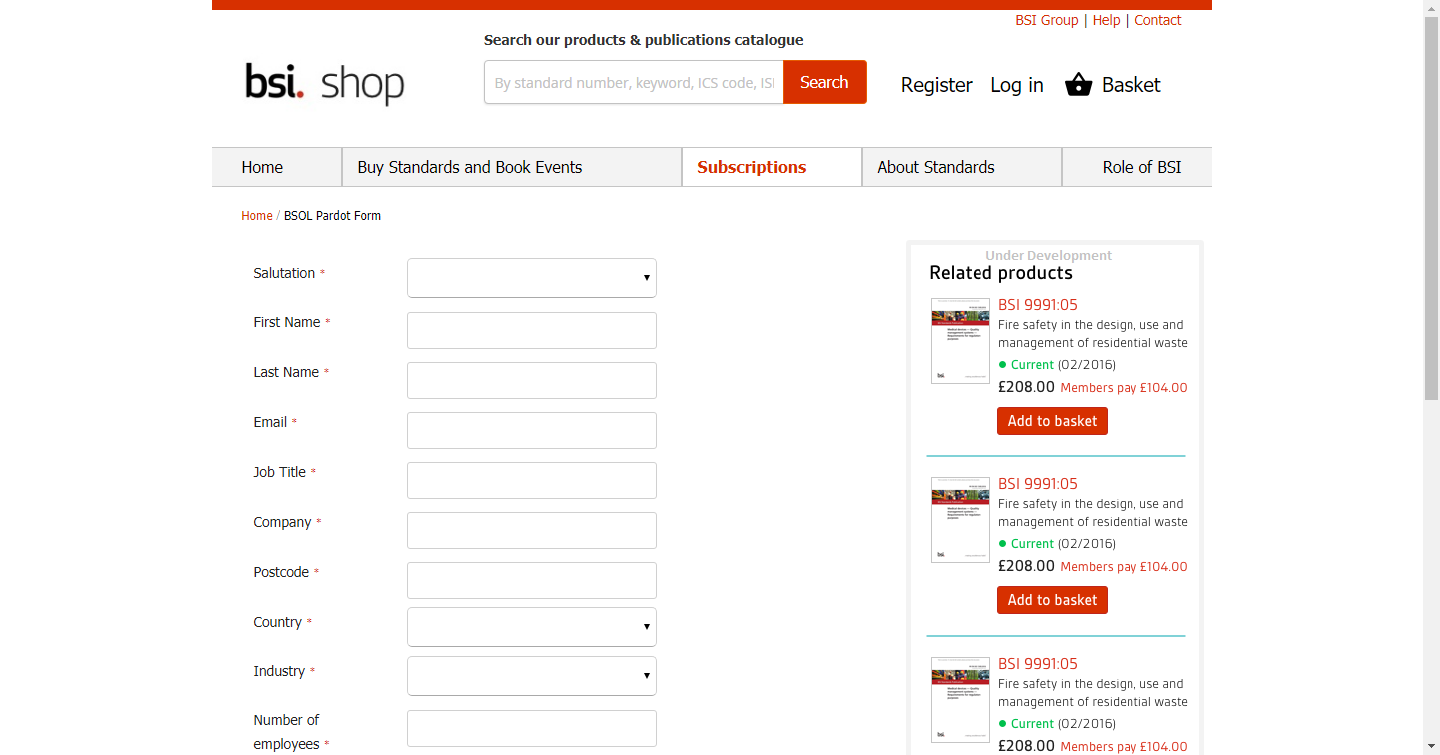 BSI Group | Help | Contact
Search our products & publications catalogue
bsi. shop
By standard number, keyword, ICS code, ISI
Search
Register
Log in
Basket
Home
Buy Standards and Book Events
Subscriptions
About Standards
Role of BSI
Home / BSOL Pardot Form
Salutation *
First Name *
Last Name *
Email *
Job Title *
Company *
Postcode *
Country *
Industry *
Number of
employees *
Under Development
Related products
BSI 9991:05
Fire safety in the design, use and
management of residential waste
Current (02/2016)
£208.00 Members pay £104.00
Add to basket
BSI 9991:05
Fire safety in the design, use and
management of residential waste
Current (02/2016)
£208.00 Members pay £104.00
Add to basket
BSI 9991:05
Fire safety in the design, use and
management of residential waste
Current (02/2016)
£208.00 Members pay £104.00